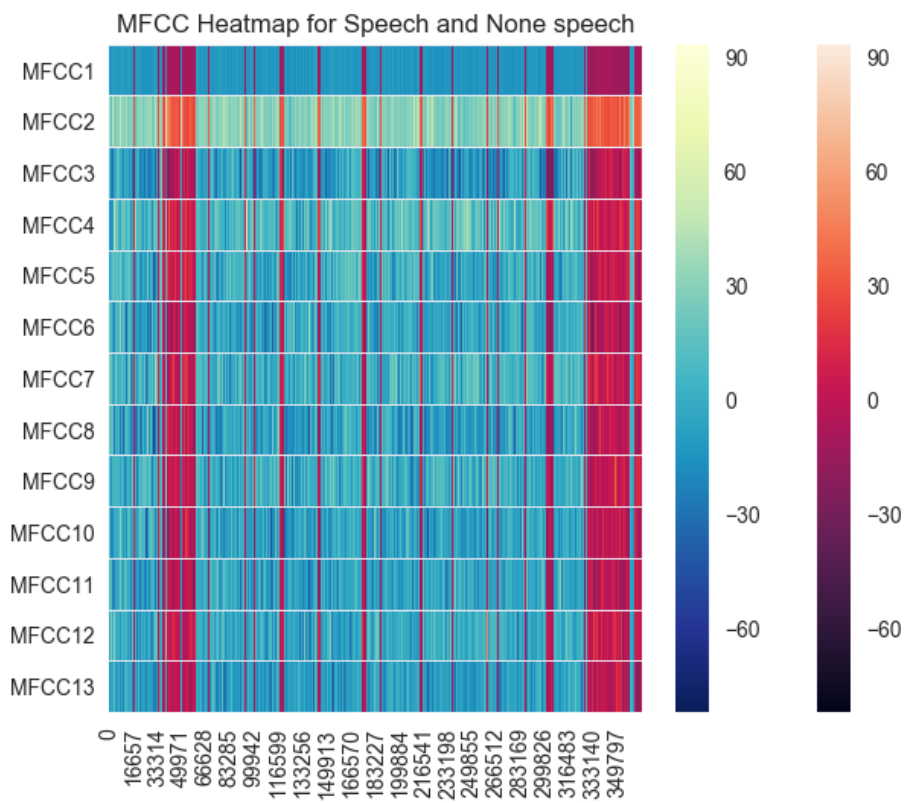 MFCC Heatmap for Speech and None speech
MFCC1
MFCC2
MFCC3
MFCC4
MFCC5
MFCC6
MFCC7
MFCC8
MFCC9
MFCC10
MFCC11
MFCC12
MFCC13
0
16657
33314
49971
66628
83285
99942
116599
133256
149913
166570
183227
199884
216541
233198
249855
266512
283169
299826
316483
333140
349797
90
60
30
0
−30
−60
90
60
30
0
−30
−60